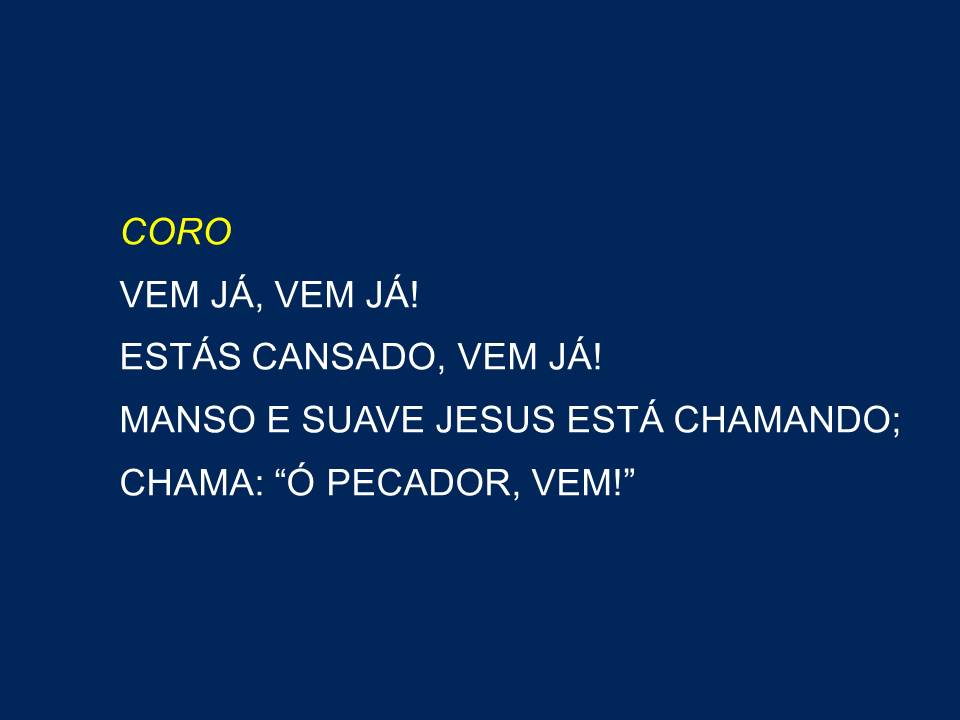 CORO
VEM JÁ, VEM JÁ!
ESTÁS CANSADO, VEM JÁ!
MANSO E SUAVE JESUS ESTÁ CHAMANDO;
CHAMA: “Ó PECADOR, VEM!”